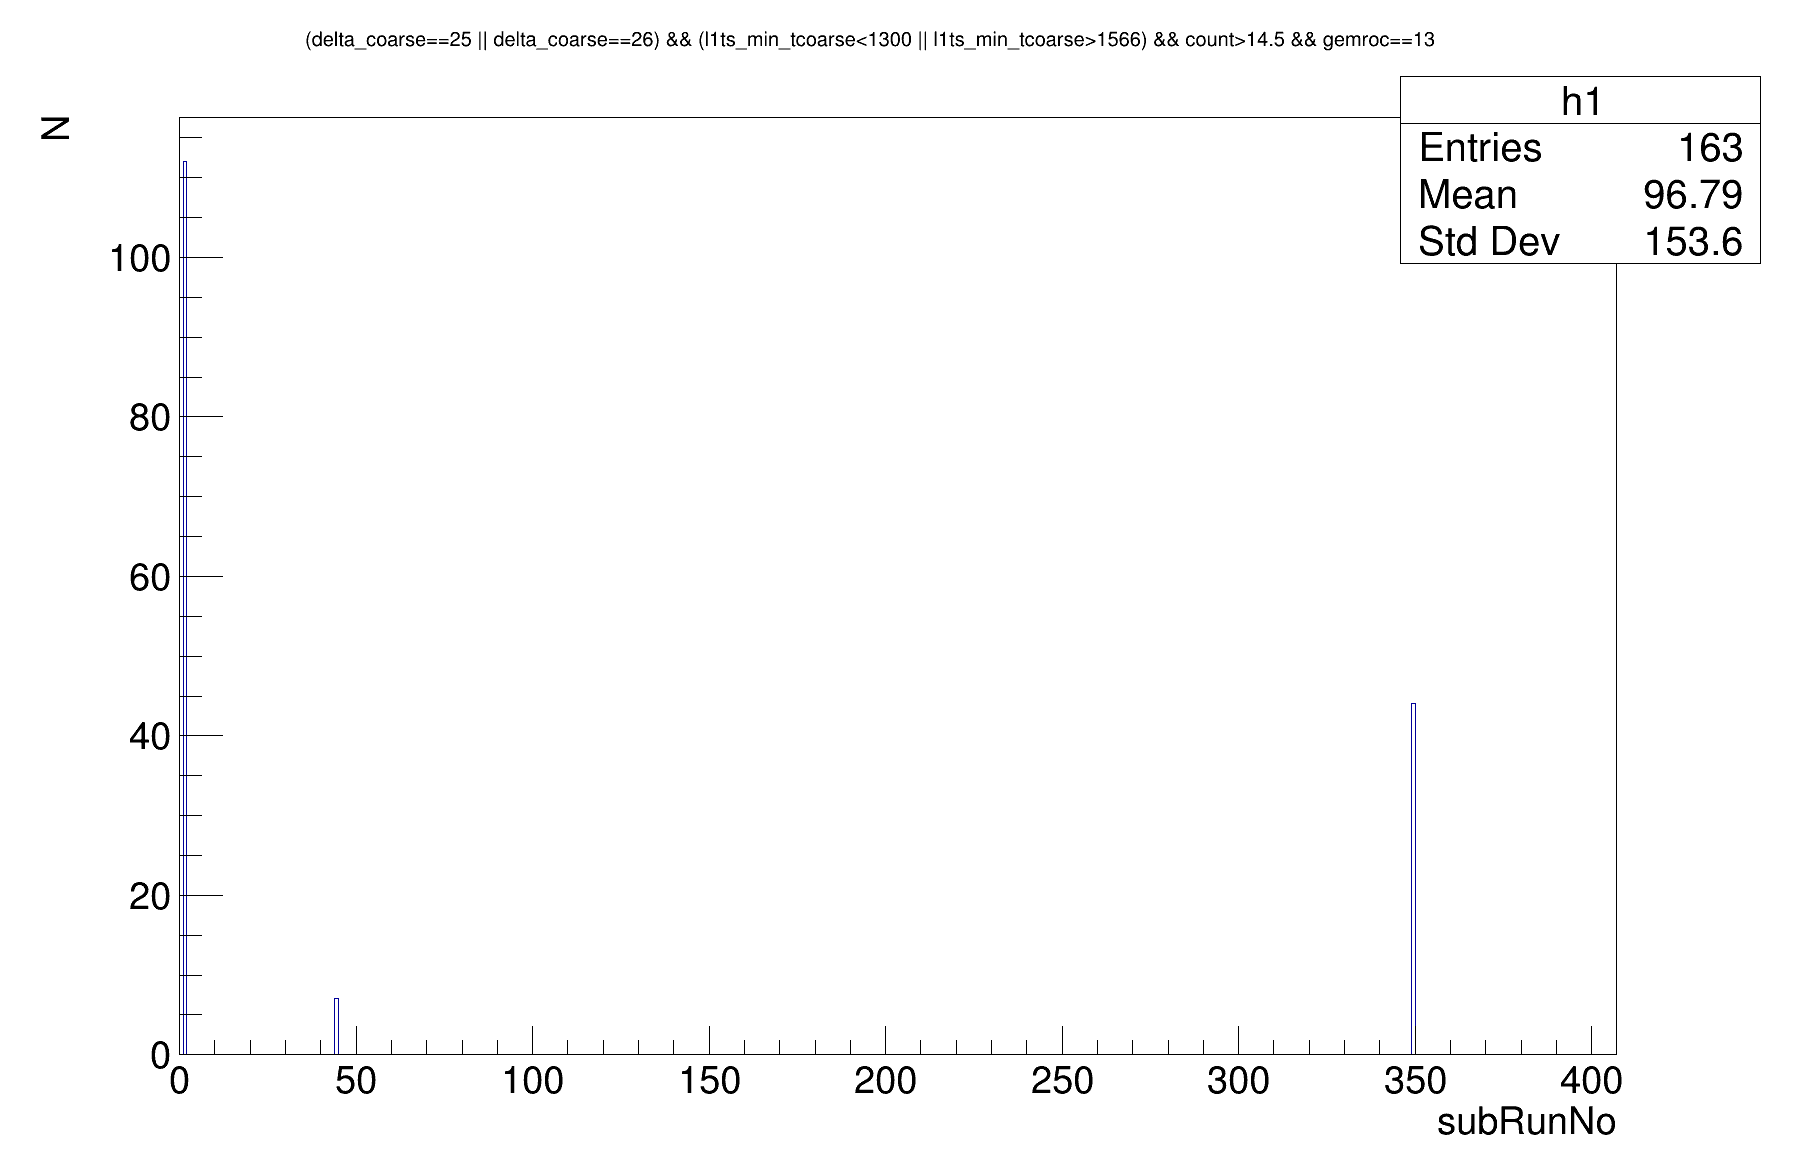 (delta_coarse==25 || delta_coarse==26) && (l1ts_min_tcoarse<1300 || l1ts_min_tcoarse>1566) && count>14.5 && gemroc==13
h1
Entries 163
Mean 96.79
Std Dev 153.6
N
100
80
60
40
20
0
0 50 100 150 200 250 300 350 400
subRunNo